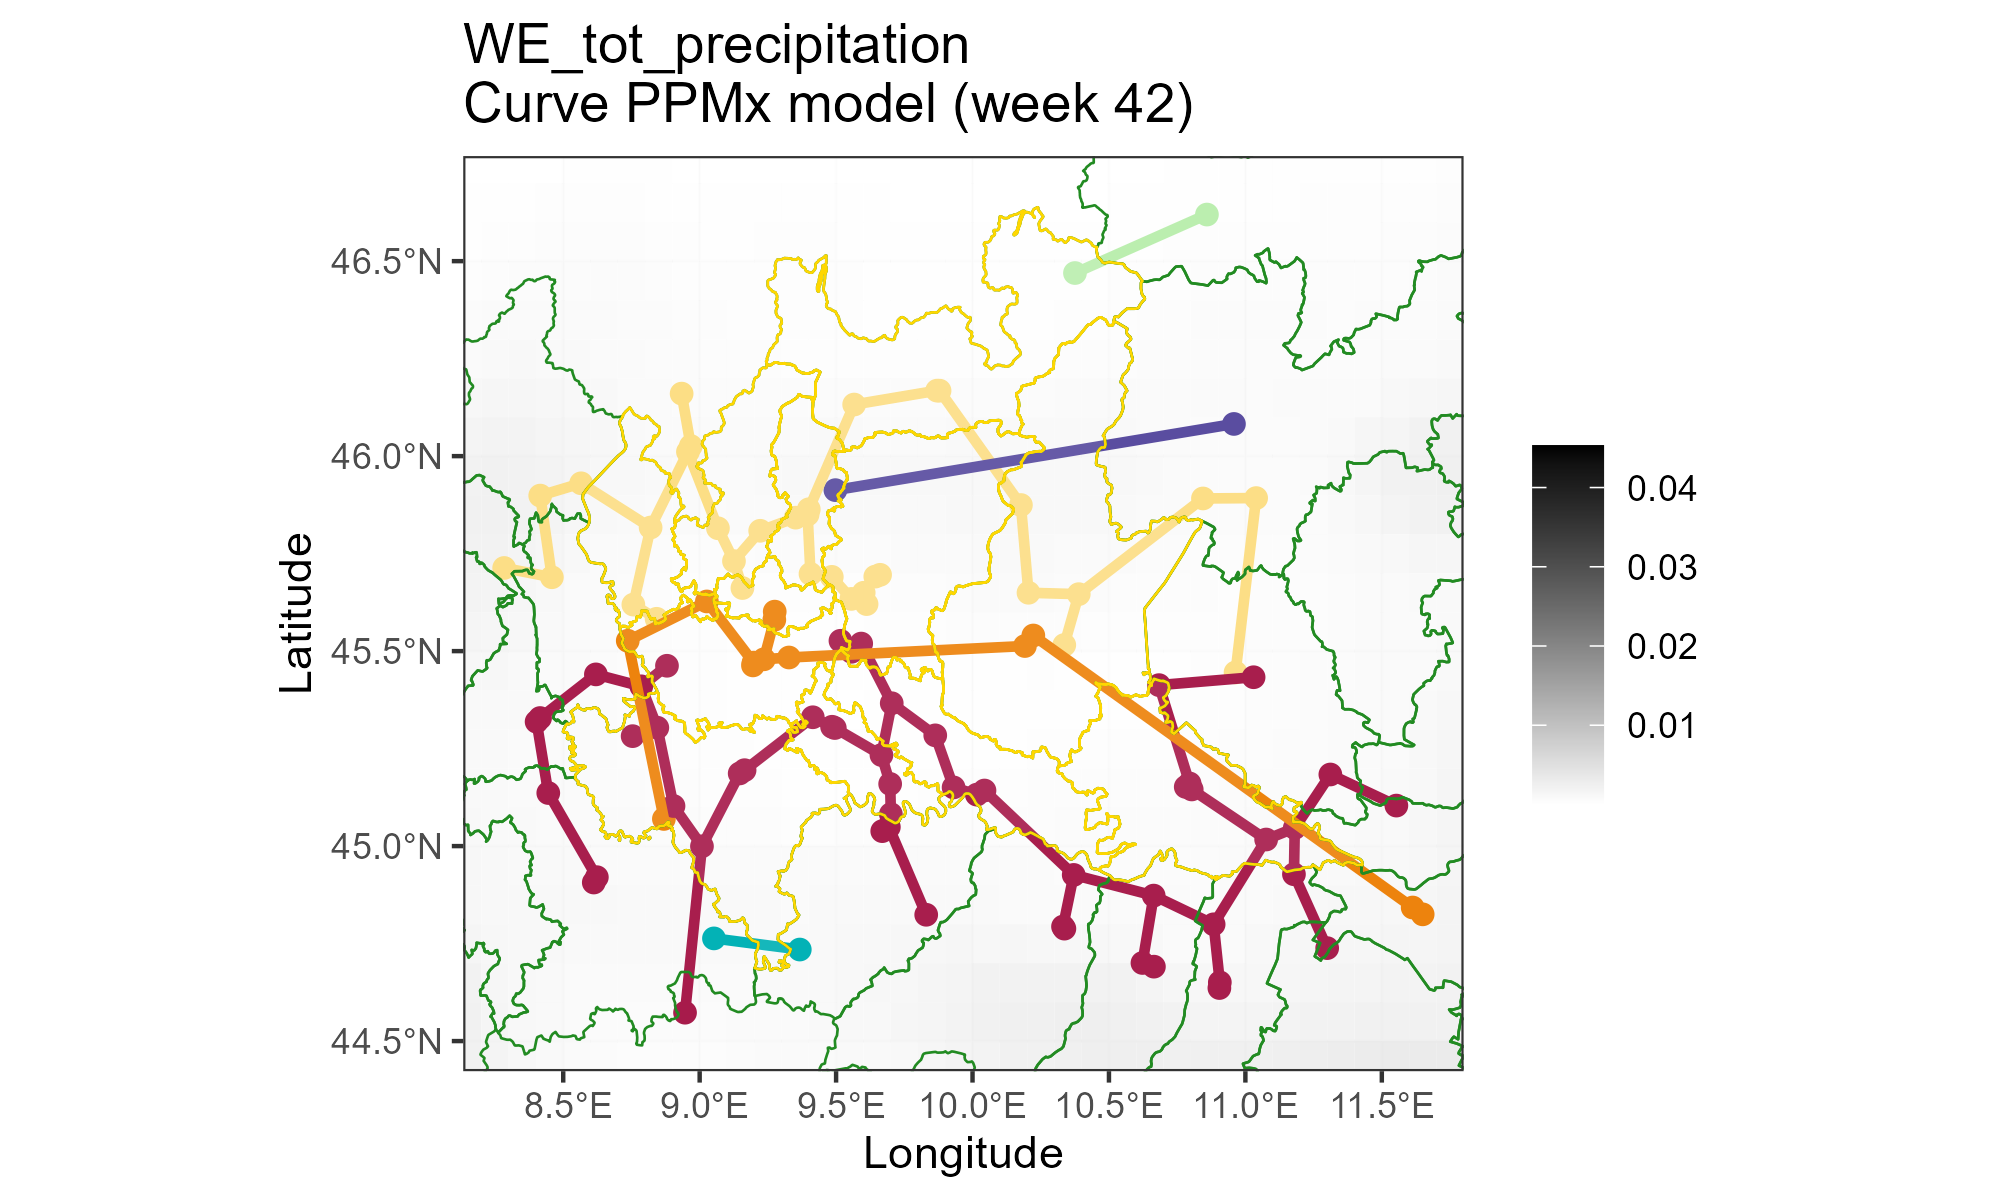 WE_tot_precipitation
Curve PPMx model (week 42)
46.5°N
46.0°N
45.5°N
45.0°N
44.5°N
Latitude
8.5°E 9.0°E 9.5°E 10.0°E 10.5°E 11.0°E 11.5°E
Longitude
0.04
0.03
0.02
0.01